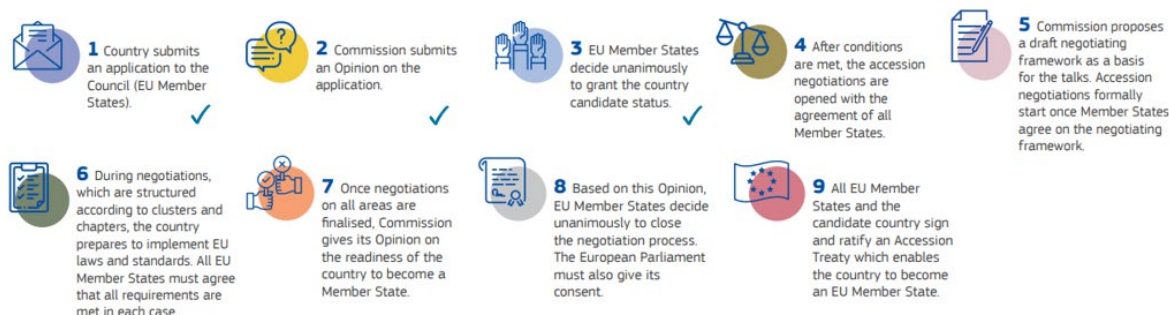 1 Country submits
an application to the
Council (EU Member
States).
2 Commission submits
an Opinion on the
application.
3 EU Member States
decide unanimously
to grant the country
candidate status.
4 After conditions
are met, the accession
negotiations are
opened with the
agreement of all
Member States.
5 Commission proposes
a draft negotiating
framework as a basis
for the talks. Accession
negotiations formally
start once Member States
agree on the negotiating
framework.
6 During negotiations,
which are structured
according to clusters and
chapters, the country
prepares to implement EU
laws and standards. All EU
Member States must agree
that all requirements are
met in each case
7 Once negotiations
on all areas are
finalised, Commission
gives its Opinion on
the readiness of the
country to become a
Member State.
8 Based on this Opinion,
EU Member States decide
unanimously to close
the negotiation process.
The European Parliament
must also give its
consent.
9 All EU Member
States and the
candidate country sign
and ratify an Accession
Treaty which enables
the country to become
an EU Member State.